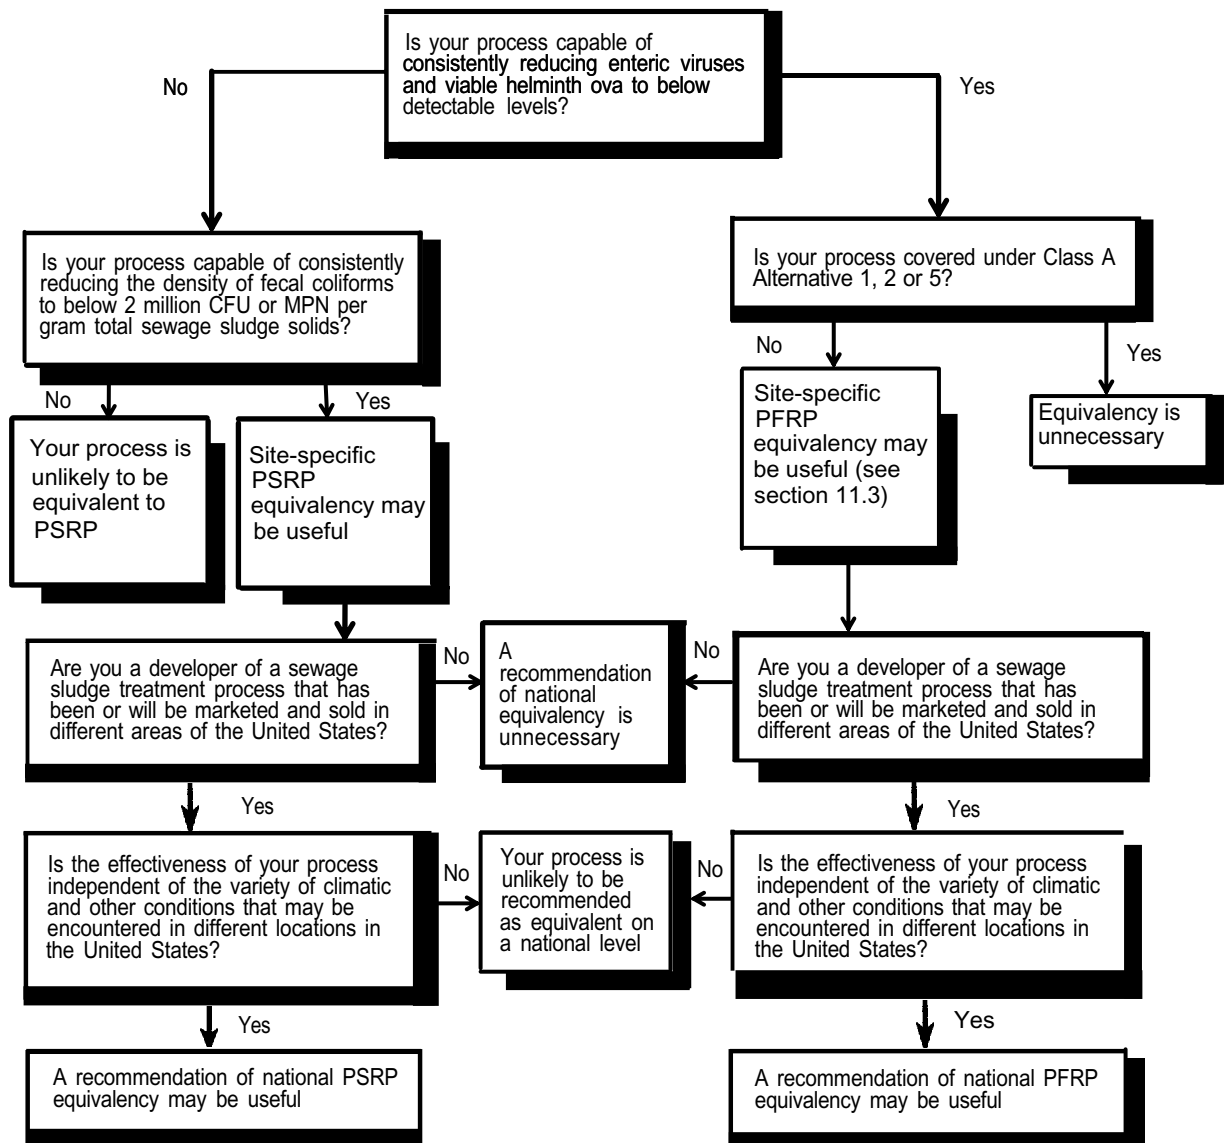 Is your process capable of
consistently reducing enteric viruses
and viable helminth ova to below
detectable levels?
No
Yes
Is your process capable of consistently
reducing the density of fecal coliforms
to below 2 million CFU or MPN per
gram total sewage sludge solids?
Is your process covered under Class A
Alternative 1, 2 or 5?
No
Yes
No
Yes
Your process is
unlikely to be
equivalent to
PSRP
Site-specific
PSRP
equivalency may
be useful
Site-specific
PFRP
equivalency may
be useful (see
section 11.3)
Equivalency is
unnecessary
Are you a developer of a sewage
sludge treatment process that has
been or will be marketed and sold in
different areas of the United States?
No
A
recommendation
of national
equivalency is
unnecessary
No
Are you a developer of a sewage
sludge treatment process that has
been or will be marketed and sold in
different areas of the United States?
Yes
Yes
Is the effectiveness of your process
independent of the variety of climatic
and other conditions that may be
encountered in different locations in
the United States?
No
Your process is
unlikely to be
recommended
as equivalent on
a national level
No
Is the effectiveness of your process
independent of the variety of climatic
and other conditions that may be
encountered in different locations in
the United States?
Yes
Yes
A recommendation of national PSRP
equivalency may be useful
A recommendation of national PFRP
equivalency may be useful